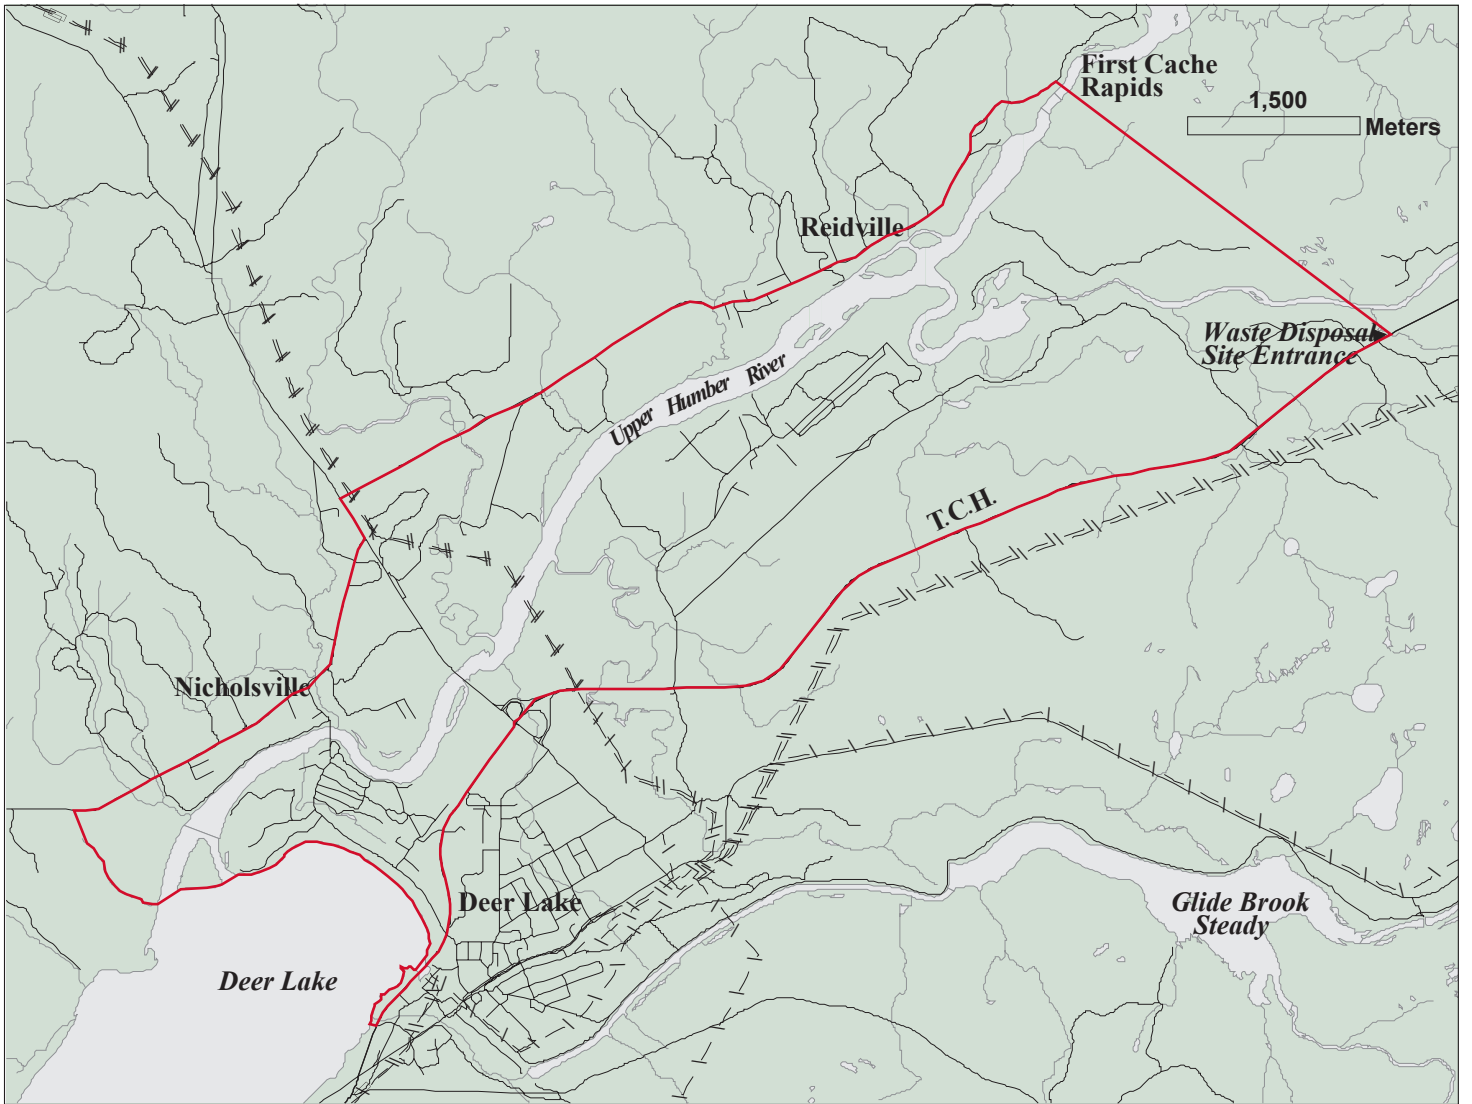 First Cache
Rapids
1,500
Meters
Reidville
Waste Disposal
Site Entrance
Upper Humber River
T.C.H.
Nicholsville
Deer Lake
Glide Brook
Steady
Deer Lake